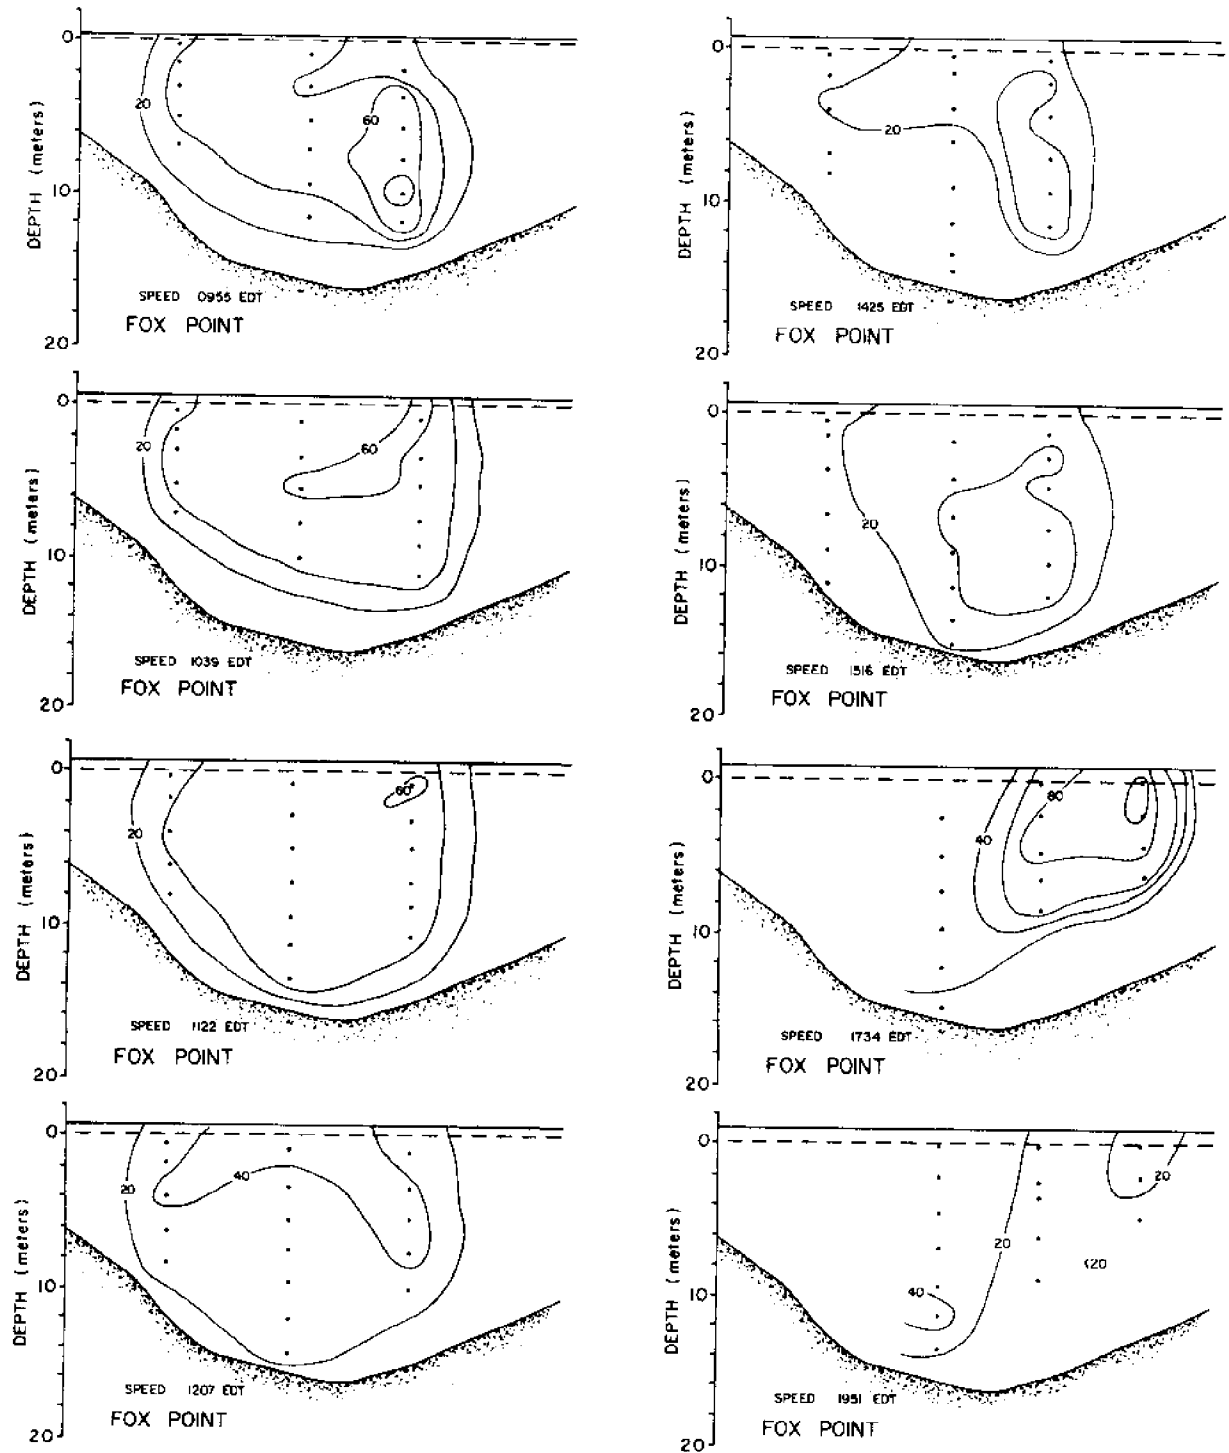 0
20
60
10
DEPTH (meters)
SPEED 0955 EDT
FOX POINT
20
0
20
10
DEPTH (meters)
SPEED 1425 EDT
FOX POINT
20
0
20
60
10
DEPTH (meters)
SPEED 1039 EDT
FOX POINT
20
0
20
10
DEPTH (meters)
SPEED 1516 EDT
FOX POINT
20
0
60
20
10
DEPTH (meters)
SPEED 1122 EDT
FOX POINT
20
0
80
40
10
DEPTH (meters)
SPEED 1734 EDT
FOX POINT
20
0
40
20
10
DEPTH (meters)
SPEED 1207 EDT
FOX POINT
20
0
20
20
<20
40
10
DEPTH (meters)
SPEED 1951 EDT
FOX POINT
20